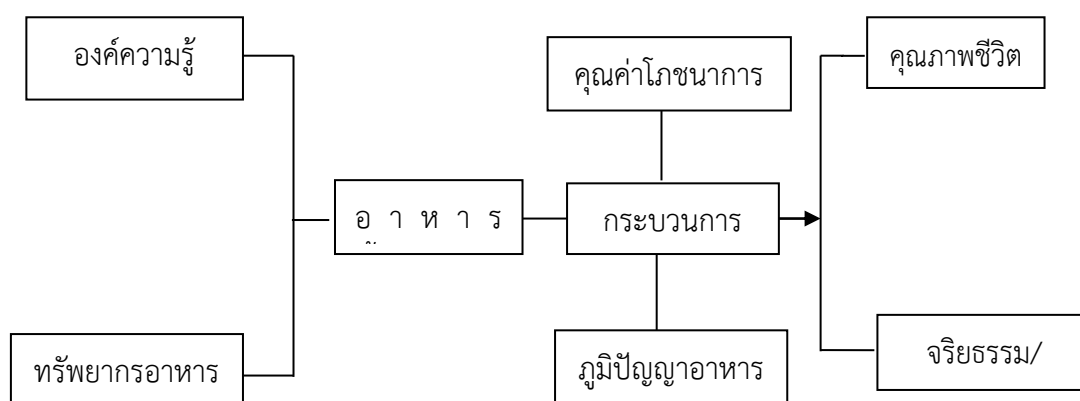 องค์ความรู้
คุณค่าโภชนาการ
คุณภาพชีวิต
อ า ห า ร
กระบวนการ
ทรัพยากรอาหาร
ภูมิปัญญาอาหาร
จริยธรรม/